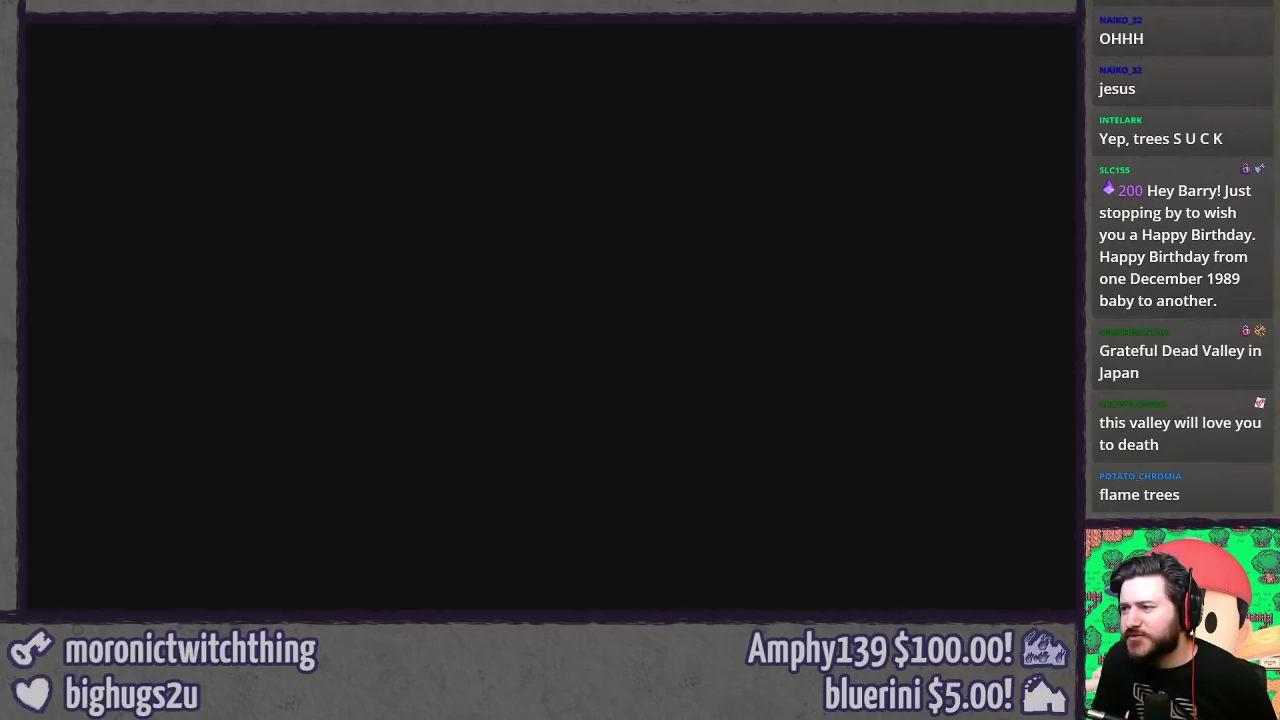 NAIKO_32
OHHH
NAIKO_32
jesus
INTELARK
Yep, trees S U C K
SLC155
200 Hey Barry! Just
stopping by to wish
you a Happy Birthday.
Happy Birthday from
one December 1989
baby to another.
Grateful Dead Valley in
Japan
this valley will love you
to death
POTATO_CHROMIA
flame trees
moronictwitchthing
bighugs2u
Amphy139 $100.00!
bluerini $5.00!